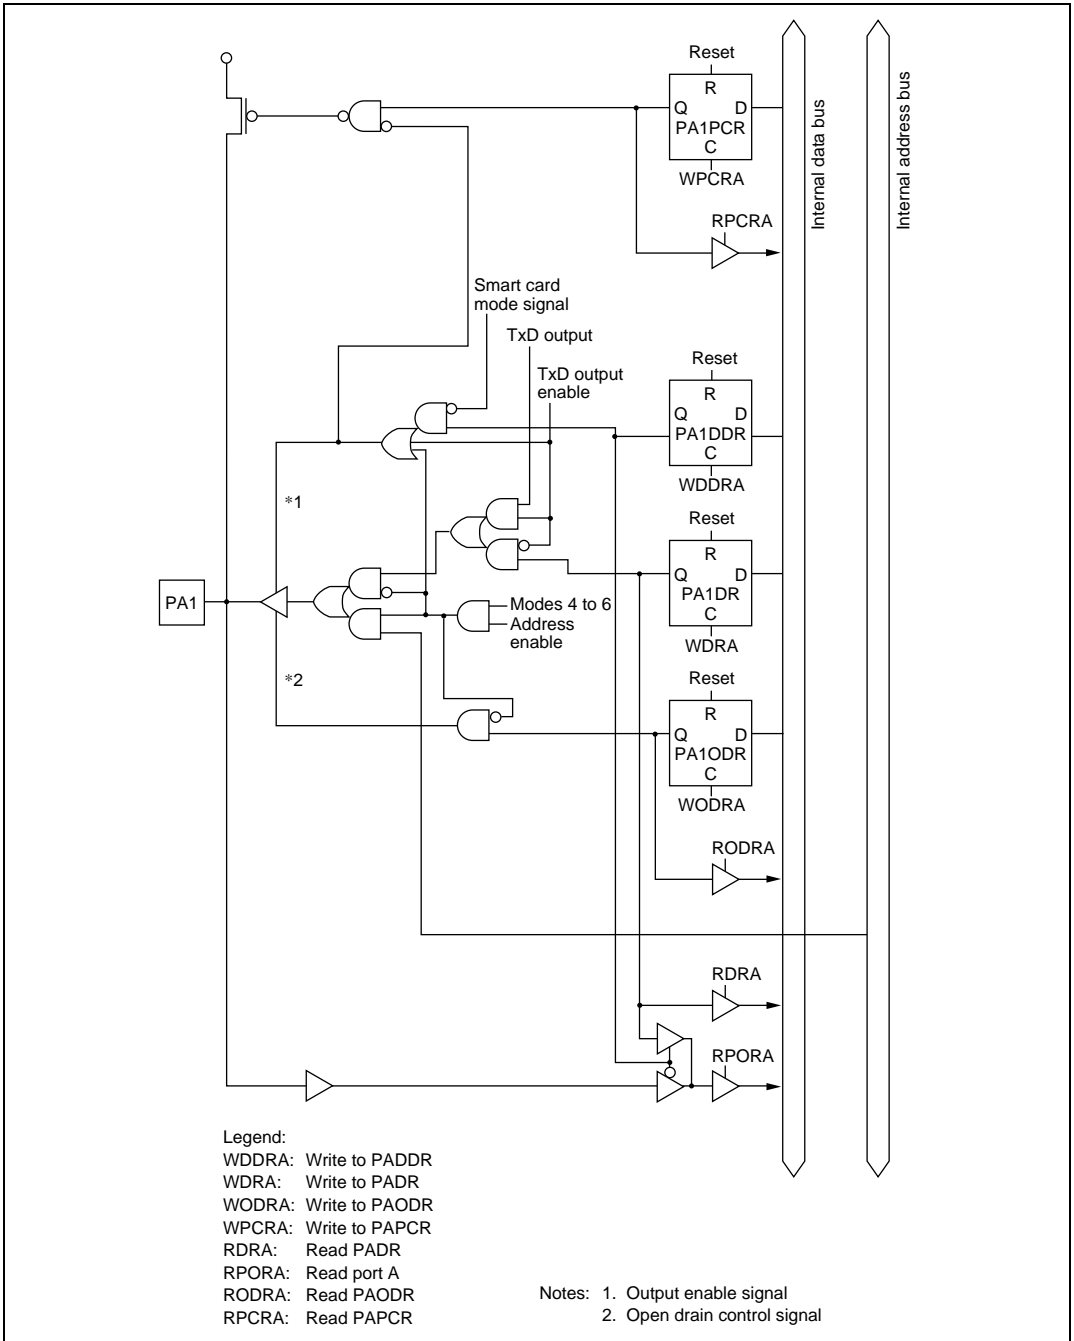 Reset
R
Q D
PA1PCR
C
WPCRA
Internal data bus
Internal address bus
RPCRA
Smart card
mode signal
TxD output
TxD output
enable
Reset
R
Q D
PA1DDR
C
WDDRA
*1
Reset
R
Q D
PA1DR
C
WDRA
PA1
Modes 4 to 6
Address
enable
*2
Reset
R
Q D
PA1ODR
C
WODRA
RODRA
RDRA
RPORA
Legend:
WDDRA: Write to PADDR
WDRA: Write to PADR
WODRA: Write to PAODR
WPCRA: Write to PAPCR
RDRA: Read PADR
RPORA: Read port A
RODRA: Read PAODR
RPCRA: Read PAPCR
Notes: 1. Output enable signal
2. Open drain control signal